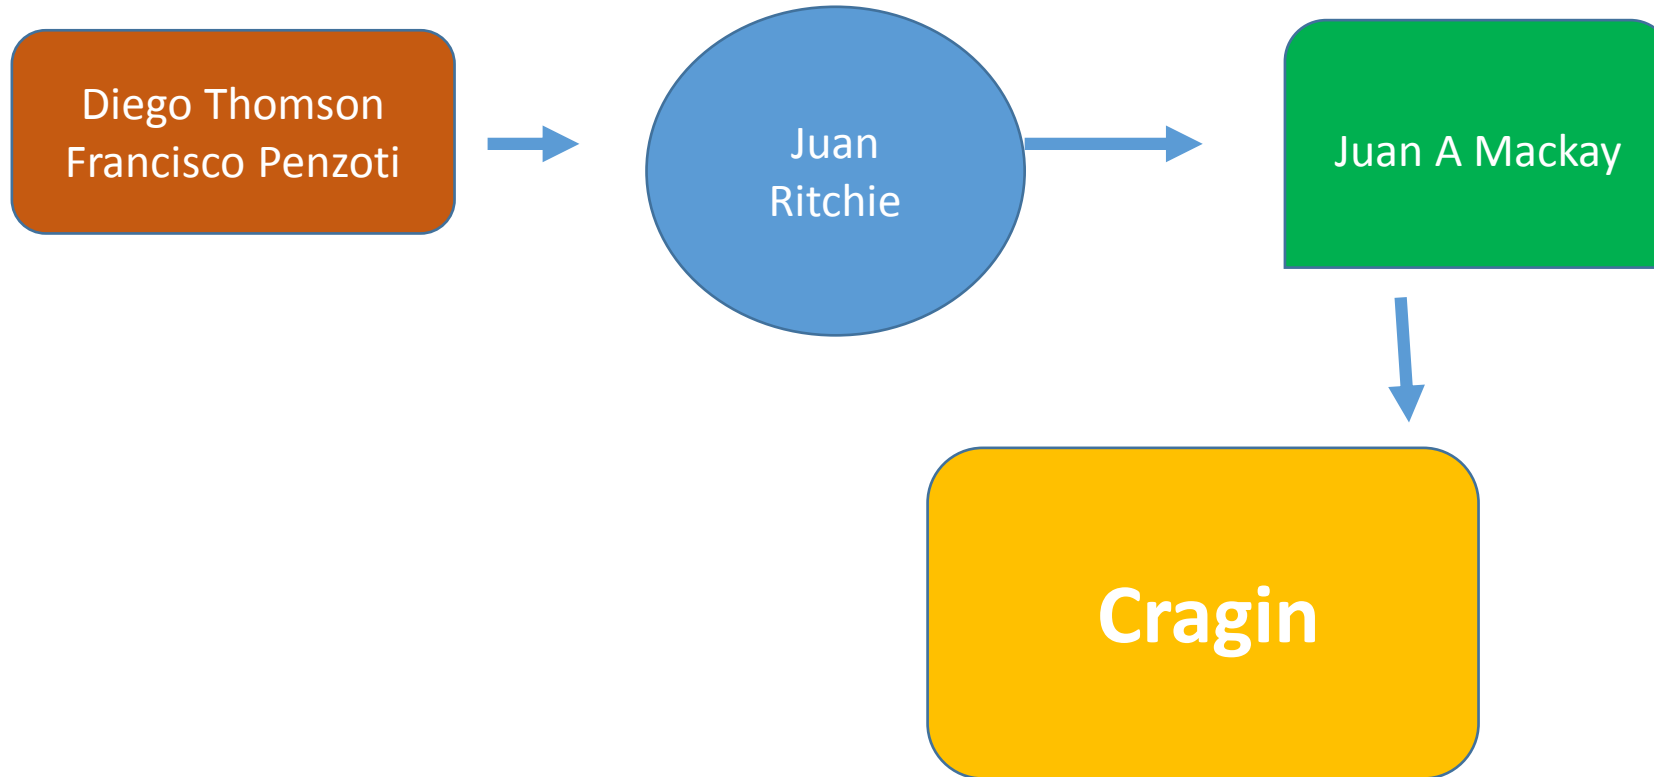 Diego Thomson
Francisco Penzoti
Juan
Ritchie
Juan A Mackay
Cragin